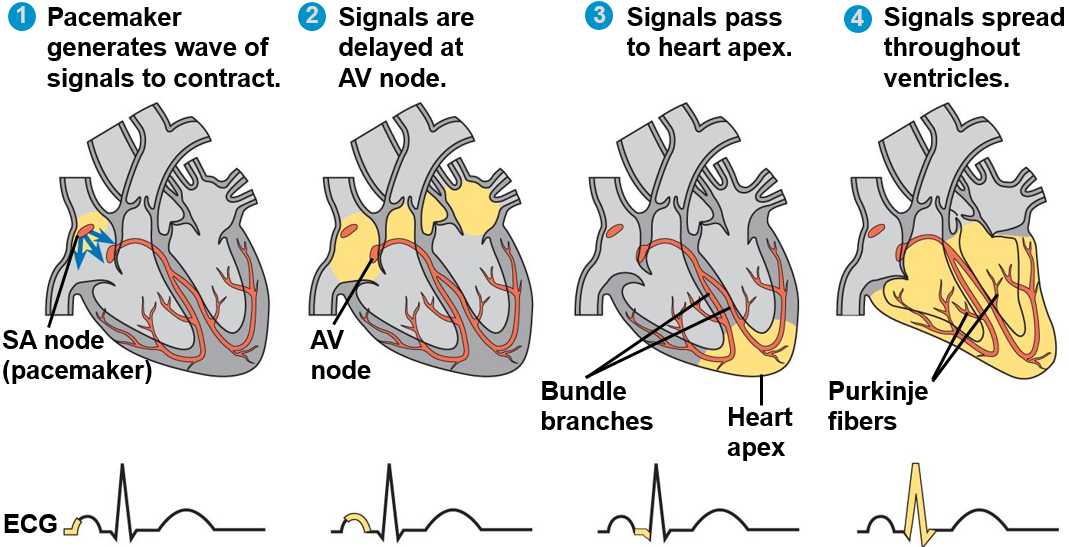 1 Pacemaker
generates wave of
signals to contract.
2 Signals are
delayed at
AV node.
3 Signals pass
to heart apex.
4 Signals spread
throughout
ventricles.
SA node
(pacemaker)
AV
node
Bundle
branches
Heart
apex
Purkinje
fibers
ECG